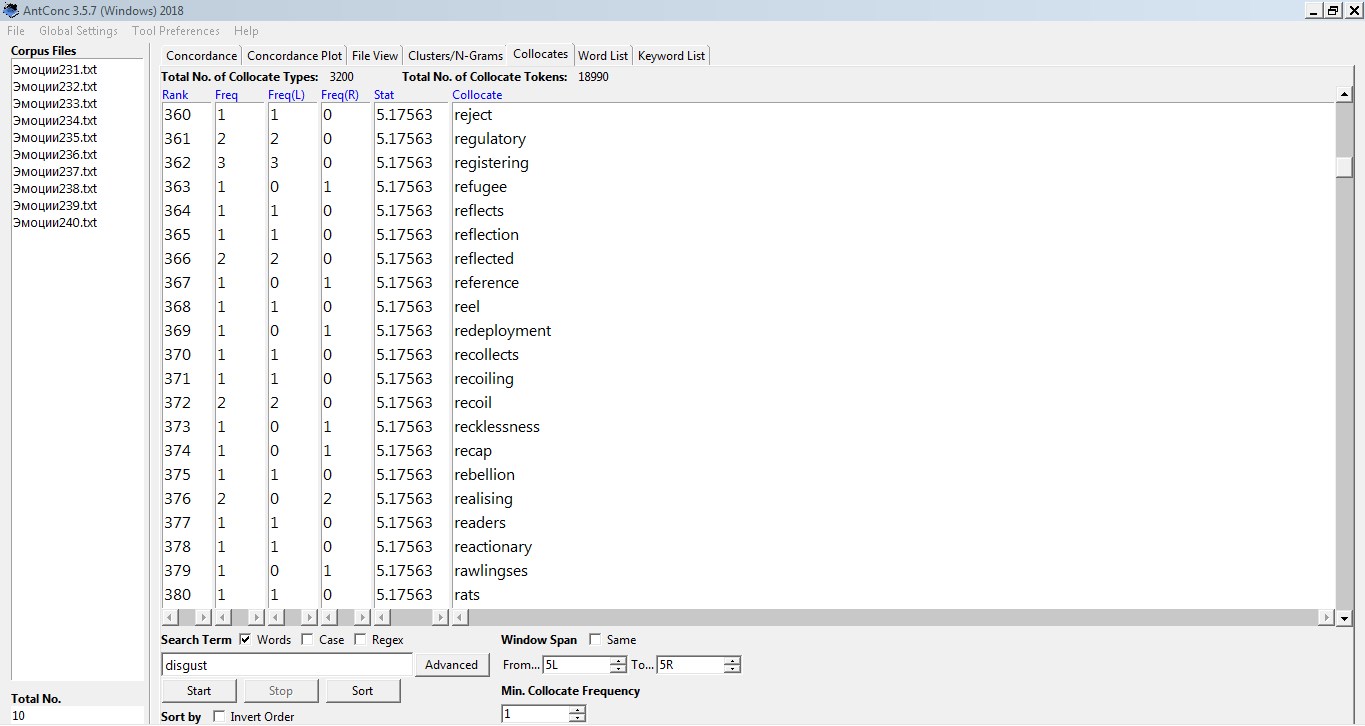 AntConc 3.5.7 (Windows) 2018
File Global Settings Tool Preferences Help
Corpus Files
Эмоции231.txt
Эмоции232.txt
Эмоции233.txt
Эмоции234.txt
Эмоции235.txt
Эмоции236.txt
Эмоции237.txt
Эмоции238.txt
Эмоции239.txt
Эмоции240.txt
Total No.
10
Concordance Concordance Plot File View Clusters/N-Grams Collocates Word List Keyword List
Total No. of Collocate Types: 3200 Total No. of Collocate Tokens: 18990
Rank Freq Freq(L) Freq(R) Stat Collocate
360 1 1 0 5.17563 reject
361 2 2 0 5.17563 regulatory
362 3 3 0 5.17563 registering
363 1 0 1 5.17563 refugee
364 1 1 0 5.17563 reflects
365 1 1 0 5.17563 reflection
366 2 2 0 5.17563 reflected
367 1 0 1 5.17563 reference
368 1 1 0 5.17563 reel
369 1 0 1 5.17563 redeployment
370 1 1 0 5.17563 recollects
371 1 1 0 5.17563 recoiling
372 2 2 0 5.17563 recoil
373 1 0 1 5.17563 recklessness
374 1 0 1 5.17563 recap
375 1 1 0 5.17563 rebellion
376 2 0 2 5.17563 realising
377 1 1 0 5.17563 readers
378 1 1 0 5.17563 reactionary
379 1 0 1 5.17563 rawlingses
380 1 1 0 5.17563 rats
Search Term Words Case Regex
disgust Advanced
Start Stop Sort
Sort by Invert Order
Window Span Same
From... 5L To... 5R
Min. Collocate Frequency
1